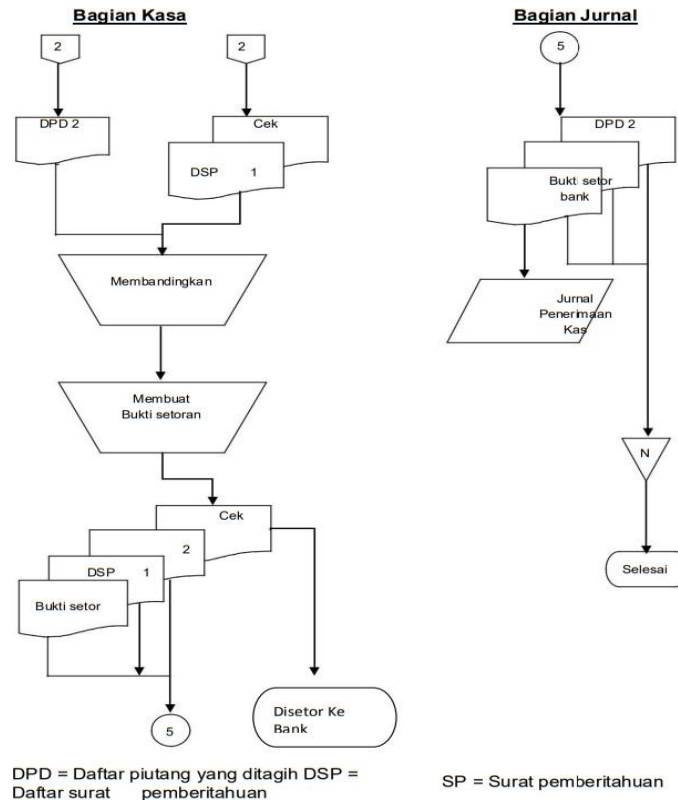 Bagian Kasa
2
2
DPD 2
Cek
DSP 1
Membandingkan
Membuat
Bukti setoran
Cek
2
DSP 1
Bukti setor
5
Disetor Ke
Bank
Bagian Jurnal
5
DPD 2
Bukti setor
bank
Jurnal
Penerimaan
Kas
N
Selesai
DPD = Daftar piutang yang ditagih DSP =
Daftar surat pemberitahuan
SP = Surat pemberitahuan